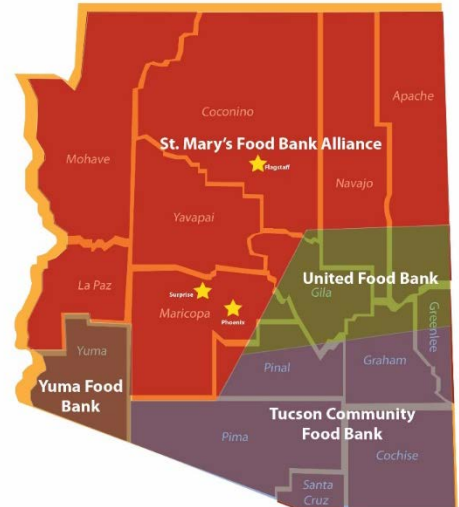 Coconino
Apache
St. Mary's Food Bank Alliance
Flagstaff
Mohave
Navajo
Yavapai
United Food Bank
La Paz
Gila
Surprise
Maricopa
Phoenix
Greenlee
Yuma
Pinal
Graham
Yuma Food
Bank
Tucson Community
Food Bank
Pima
Cochise
Santa
Cruz